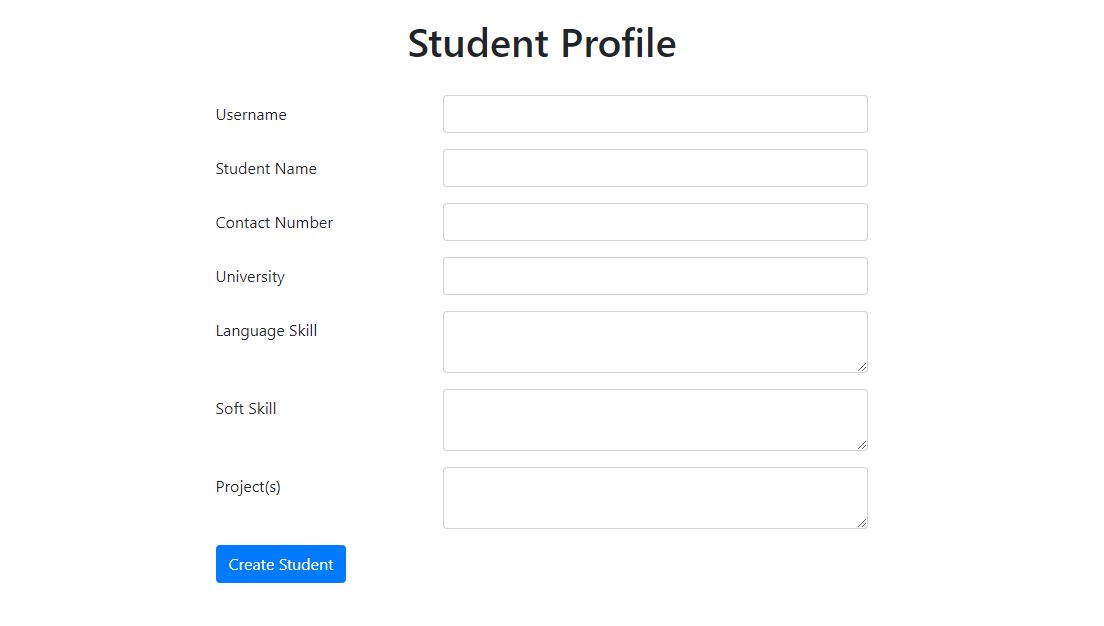 Student Profile
Username
Student Name
Contact Number
University
Language Skill
Soft Skill
Project(s)
Create Student